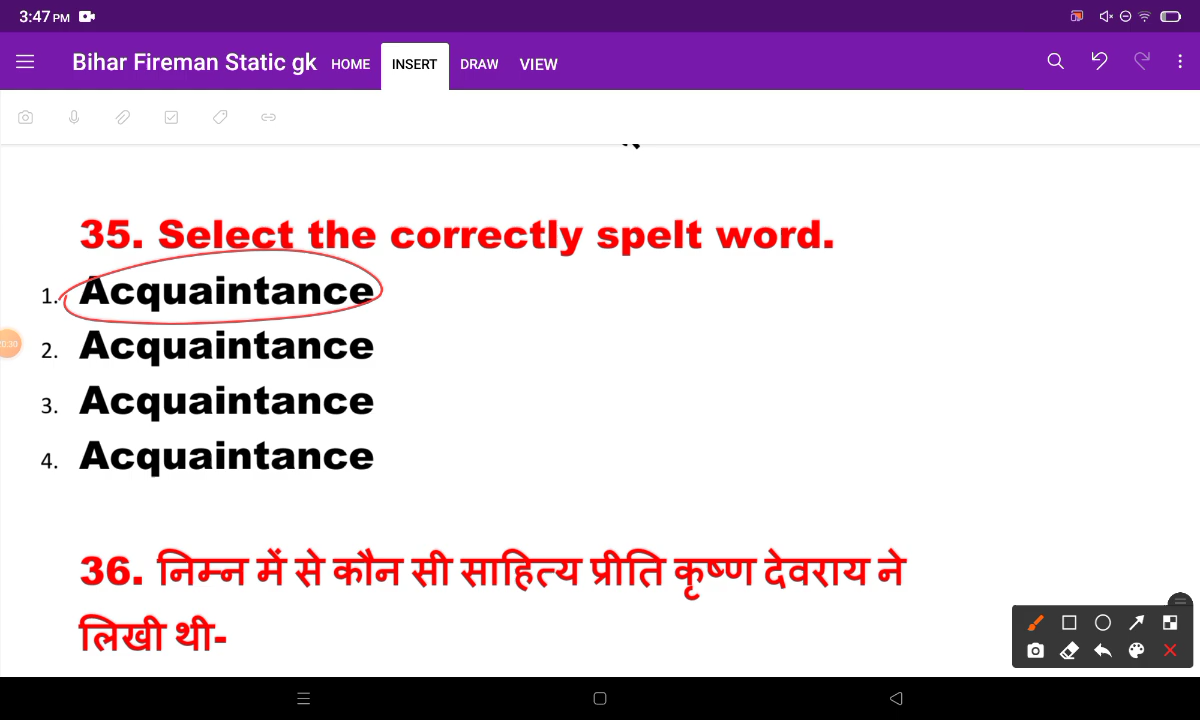 3:47 PM
Bihar Fireman Static gk HOME INSERT DRAW VIEW
35. Select the correctly spelt word.
1. Acquaintance
2. Acquaintance
3. Acquaintance
4. Acquaintance
36. निम्न में से कौन सी साहित्य प्रीति कृष्ण देवराय ने
लिखी थी-